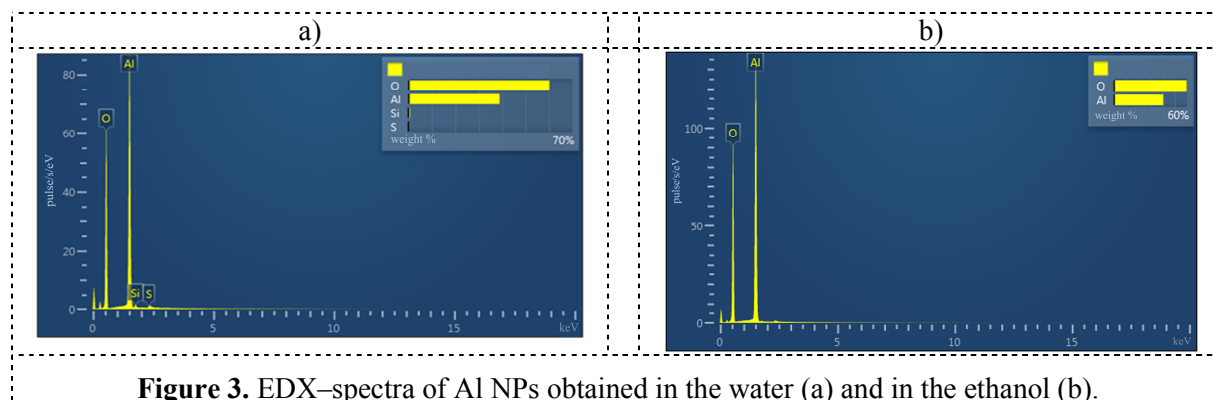 a)
80
60
40
20
0
pulse/s/eV
Al
O
Si
S
0
5
10
15
keV
O
Al
Si
S
weight %
70%
b)
100
50
0
pulse/s/eV
Al
O
0
5
10
15
keV
O
Al
weight %
60%
Figure 3. EDX–spectra of Al NPs obtained in the water (a) and in the ethanol (b).